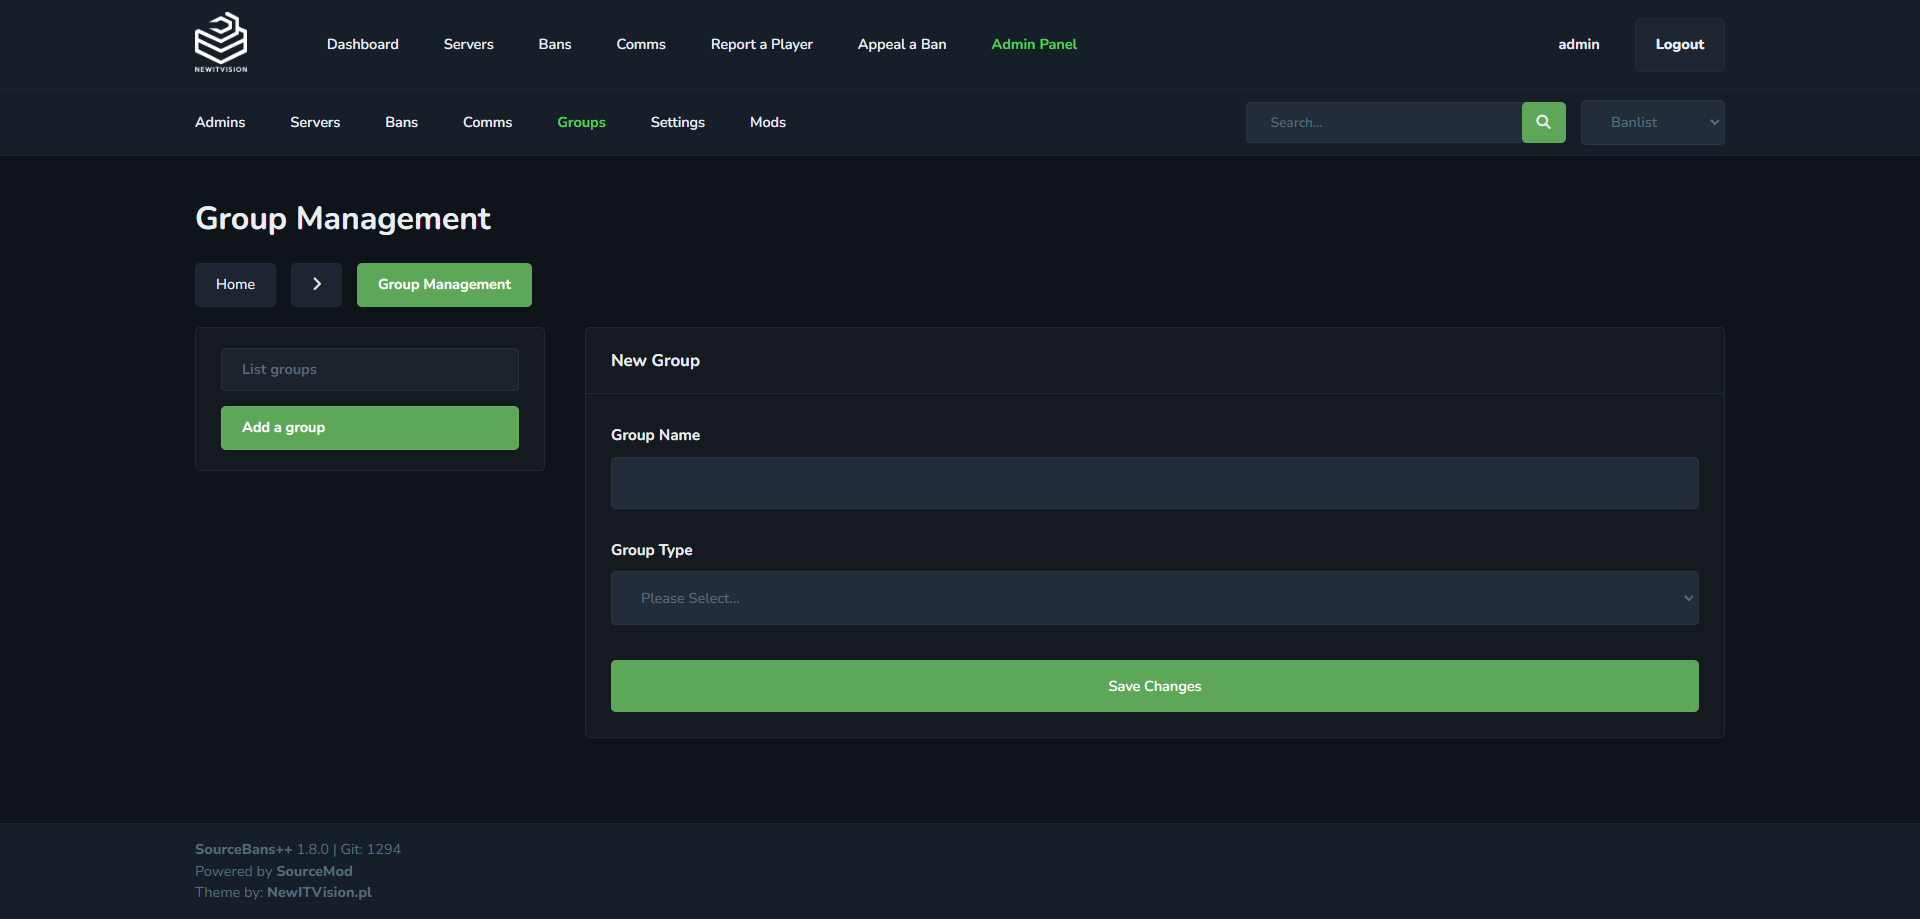 NEWITVISION
Dashboard Servers Bans Comms Report a Player Appeal a Ban Admin Panel admin Logout
Admins Servers Bans Comms Groups Settings Mods Search... Banlist
Group Management
Home Group Management
List groups
Add a group
New Group
Group Name
Group Type
Please Select...
Save Changes
SourceBans++ 1.8.0 | Git: 1294
Powered by SourceMod
Theme by: NewITVision.pl